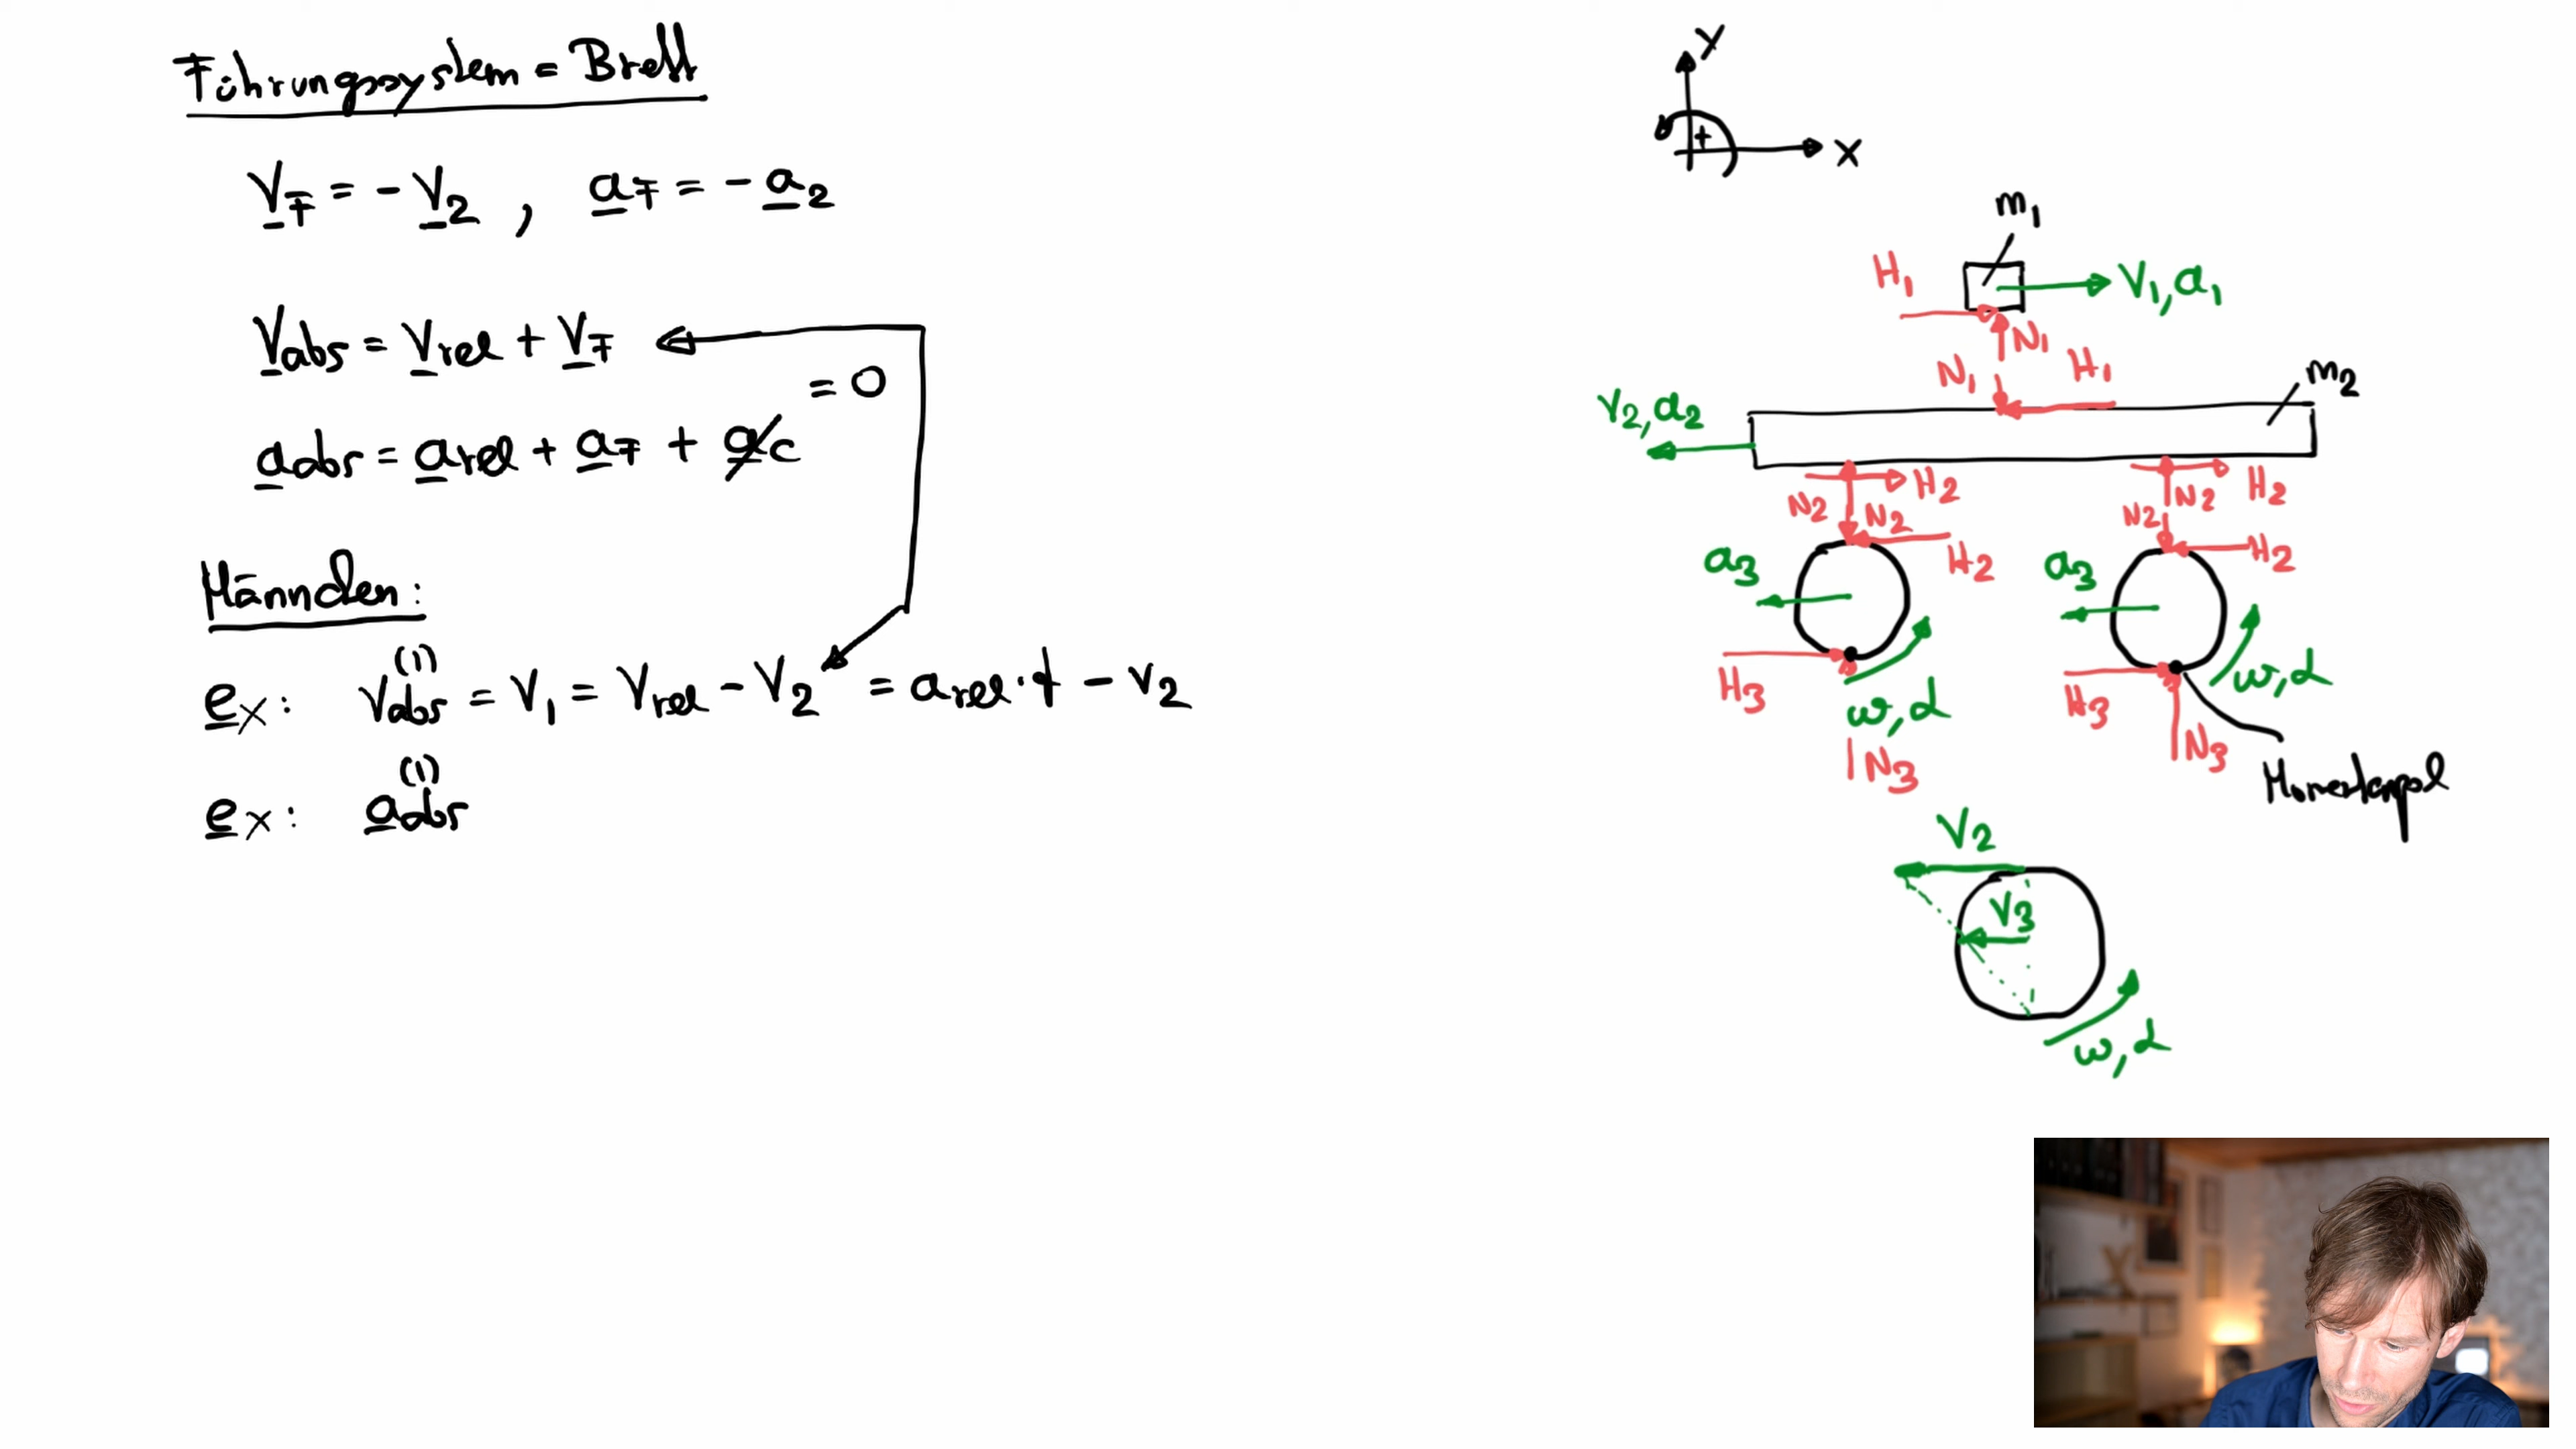 Führungssystem = Brett
v_F = - v_2 , a_F = - a_2
v_abs = v_rel + v_F
= 0
a_abs = a_rel + a_F + a_c
Männchen:
e_x: v_abs^(1) = v_1 = v_rel - v_2 = a_rel · t - v_2
e_x: a_abs^(1)
y
+
x
m_1
H_1
v_1, a_1
N_1
N_1 H_1
m_2
v_2, a_2
H_2 H_2
N_2 N_2 N_2 N_2
a_3 H_2 a_3 H_2
H_3 ω, α H_3 ω, α
N_3 N_3
Momentanpol
v_2
v_3
ω, α